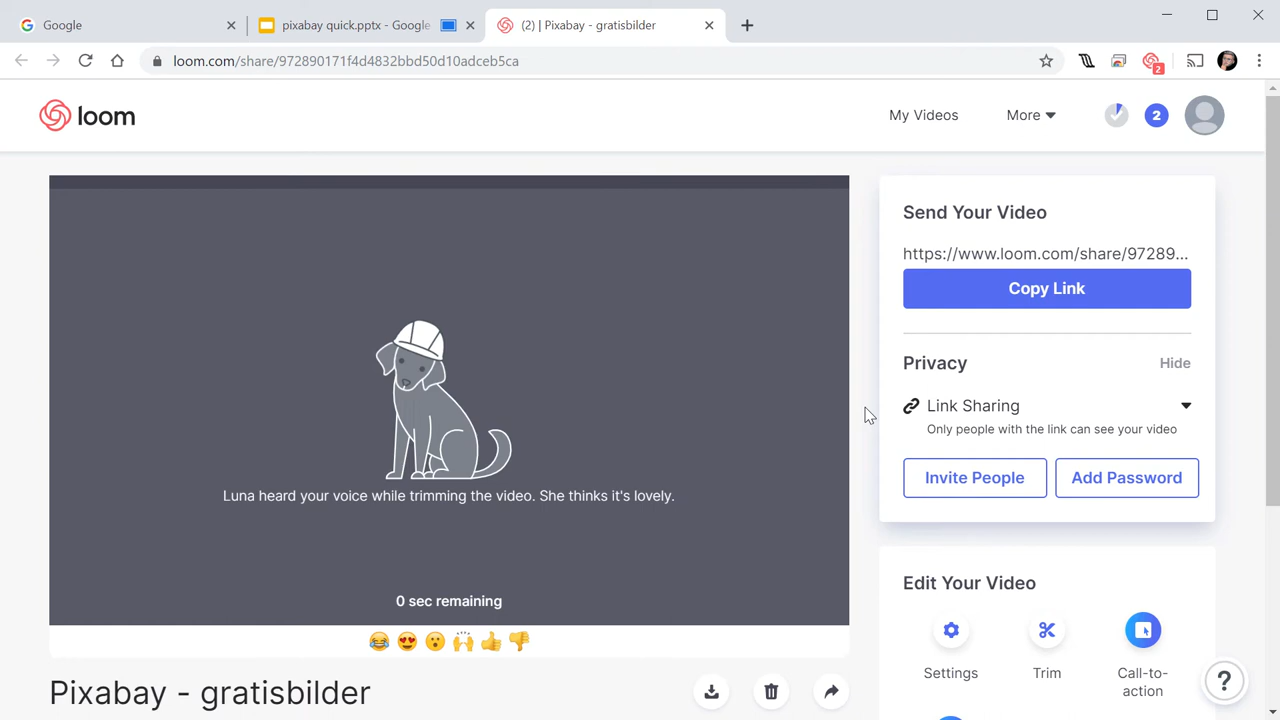 Google
pixabay quick.pptx - Google
(2) | Pixabay - gratisbilder
loom.com/share/972890171f4d4832bbd50d10adceb5ca
2
loom
My Videos
More
2
Send Your Video
https://www.loom.com/share/97289...
Copy Link
Privacy
Hide
Link Sharing
Only people with the link can see your video
Invite People
Add Password
Luna heard your voice while trimming the video. She thinks it's lovely.
0 sec remaining
Pixabay - gratisbilder
Edit Your Video
Settings
Trim
Call-to-
action
?